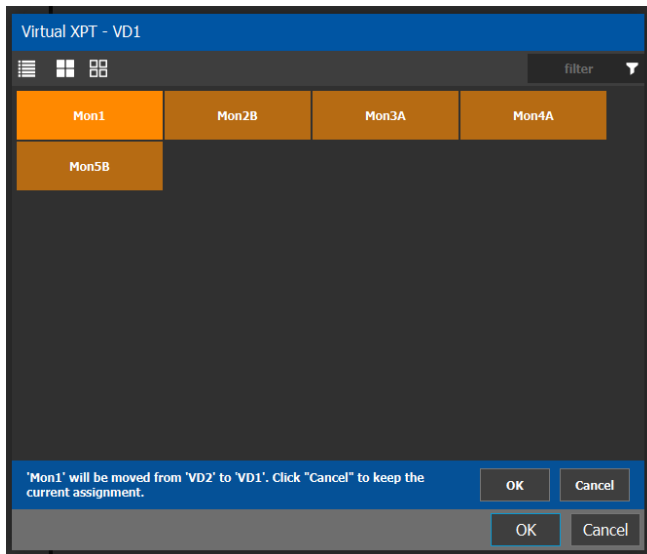 Virtual XPT - VD1
filter
Mon1 Mon2B Mon3A Mon4A
Mon5B
'Mon1' will be moved from 'VD2' to 'VD1'. Click "Cancel" to keep the
current assignment.
OK Cancel
OK Cancel